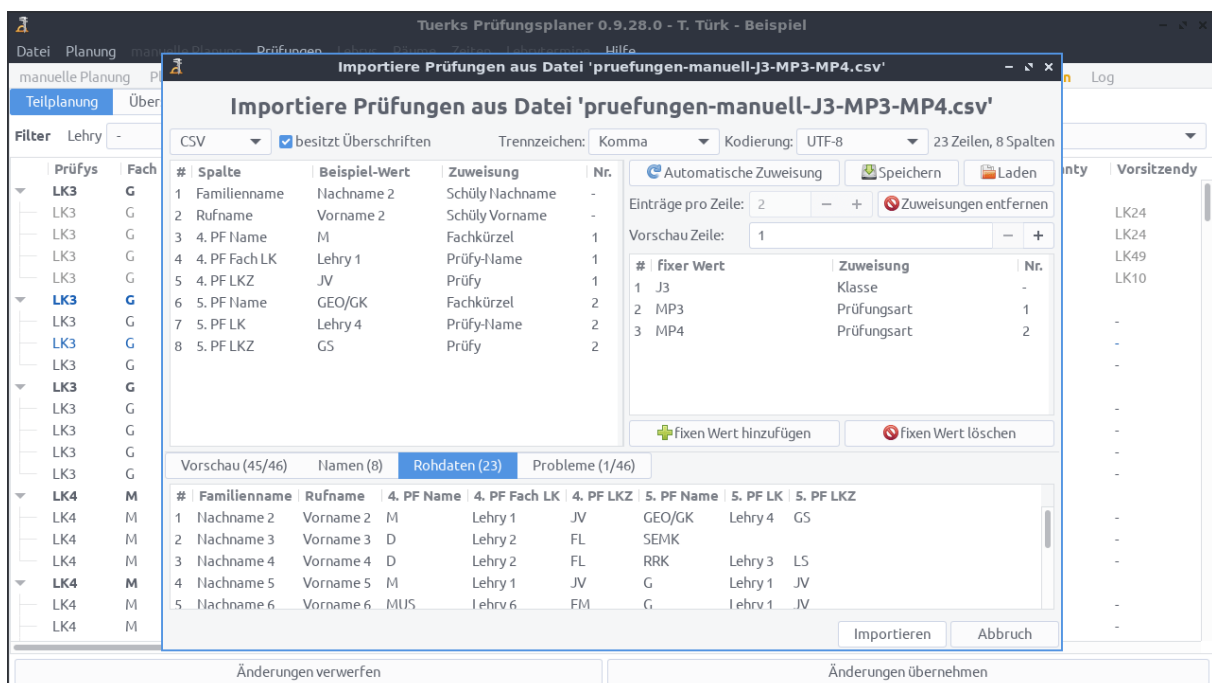 Tuerks Prüfungsplaner 0.9.28.0 - T. Türk - Beispiel
Datei Planung manuelle Planung Prüfungen Lehrys Räume Zeiten Lehrytermine Hilfe
Importiere Prüfungen aus Datei 'pruefungen-manuell-J3-MP3-MP4.csv'
manuelle Planung
Log
Teilplanung
Importiere Prüfungen aus Datei 'pruefungen-manuell-J3-MP3-MP4.csv'
Filter Lehry -
CSV besitzt Überschriften Trennzeichen: Komma Kodierung: UTF-8 23 Zeilen, 8 Spalten
Prüfys Fach
Vorsitzendy
# Spalte Beispiel-Wert Zuweisung Nr.
1 Familienname Nachname 2 Schüly Nachname -
2 Rufname Vorname 2 Schüly Vorname -
3 4. PF Name M Fachkürzel 1
4 4. PF Fach LK Lehry 1 Prüfy-Name 1
5 4. PF LKZ JV Prüfy 1
6 5. PF Name GEO/GK Fachkürzel 2
7 5. PF LK Lehry 4 Prüfy-Name 2
8 5. PF LKZ GS Prüfy 2
Automatische Zuweisung Speichern Laden
Einträge pro Zeile: 2 − + Zuweisungen entfernen
Vorschau Zeile: 1 − +
# fixer Wert Zuweisung Nr.
1 J3 Klasse -
2 MP3 Prüfungsart 1
3 MP4 Prüfungsart 2
fixen Wert hinzufügen fixen Wert löschen
Vorschau (45/46) Namen (8) Rohdaten (23) Probleme (1/46)
# Familienname Rufname 4. PF Name 4. PF Fach LK 4. PF LKZ 5. PF Name 5. PF LK 5. PF LKZ
1 Nachname 2 Vorname 2 M Lehry 1 JV GEO/GK Lehry 4 GS
2 Nachname 3 Vorname 3 D Lehry 2 FL SEMK
3 Nachname 4 Vorname 4 D Lehry 2 FL RRK Lehry 3 LS
4 Nachname 5 Vorname 5 M Lehry 1 JV G Lehry 1 JV
5 Nachname 6 Vorname 6 MUS Lehry 6 FM G Lehry 1 JV
Importieren Abbruch
LK3 G
LK3 G LK24
LK3 G LK24
LK3 G LK49
LK3 G LK10
LK3 G
LK3 G -
LK3 G -
LK3 G -
LK3 G
LK3 G -
LK3 G -
LK3 G -
LK3 G -
LK4 M
LK4 M -
LK4 M -
LK4 M -
LK4 M
LK4 M -
LK4 M -
Änderungen verwerfen Änderungen übernehmen